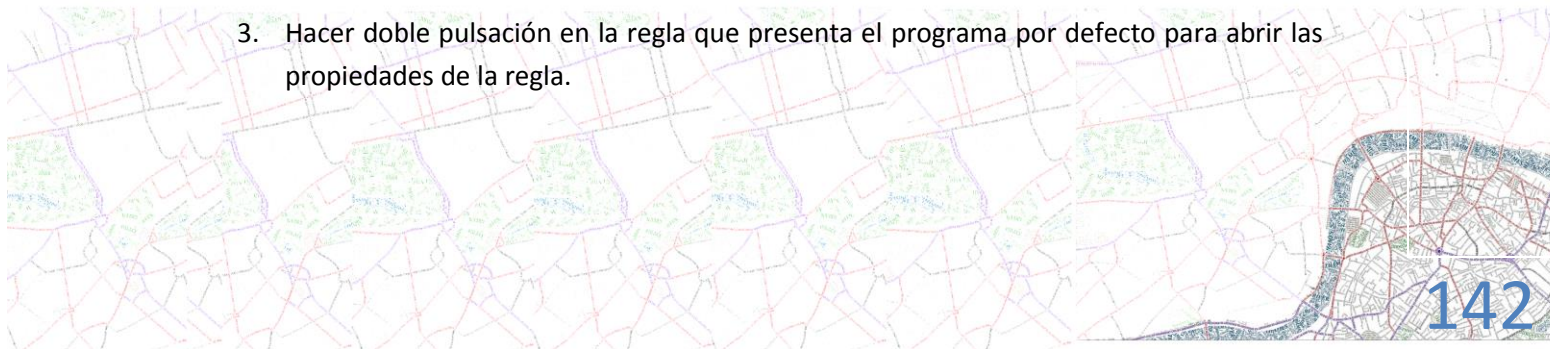 3. Hacer doble pulsación en la regla que presenta el programa por defecto para abrir las
propiedades de la regla.
142